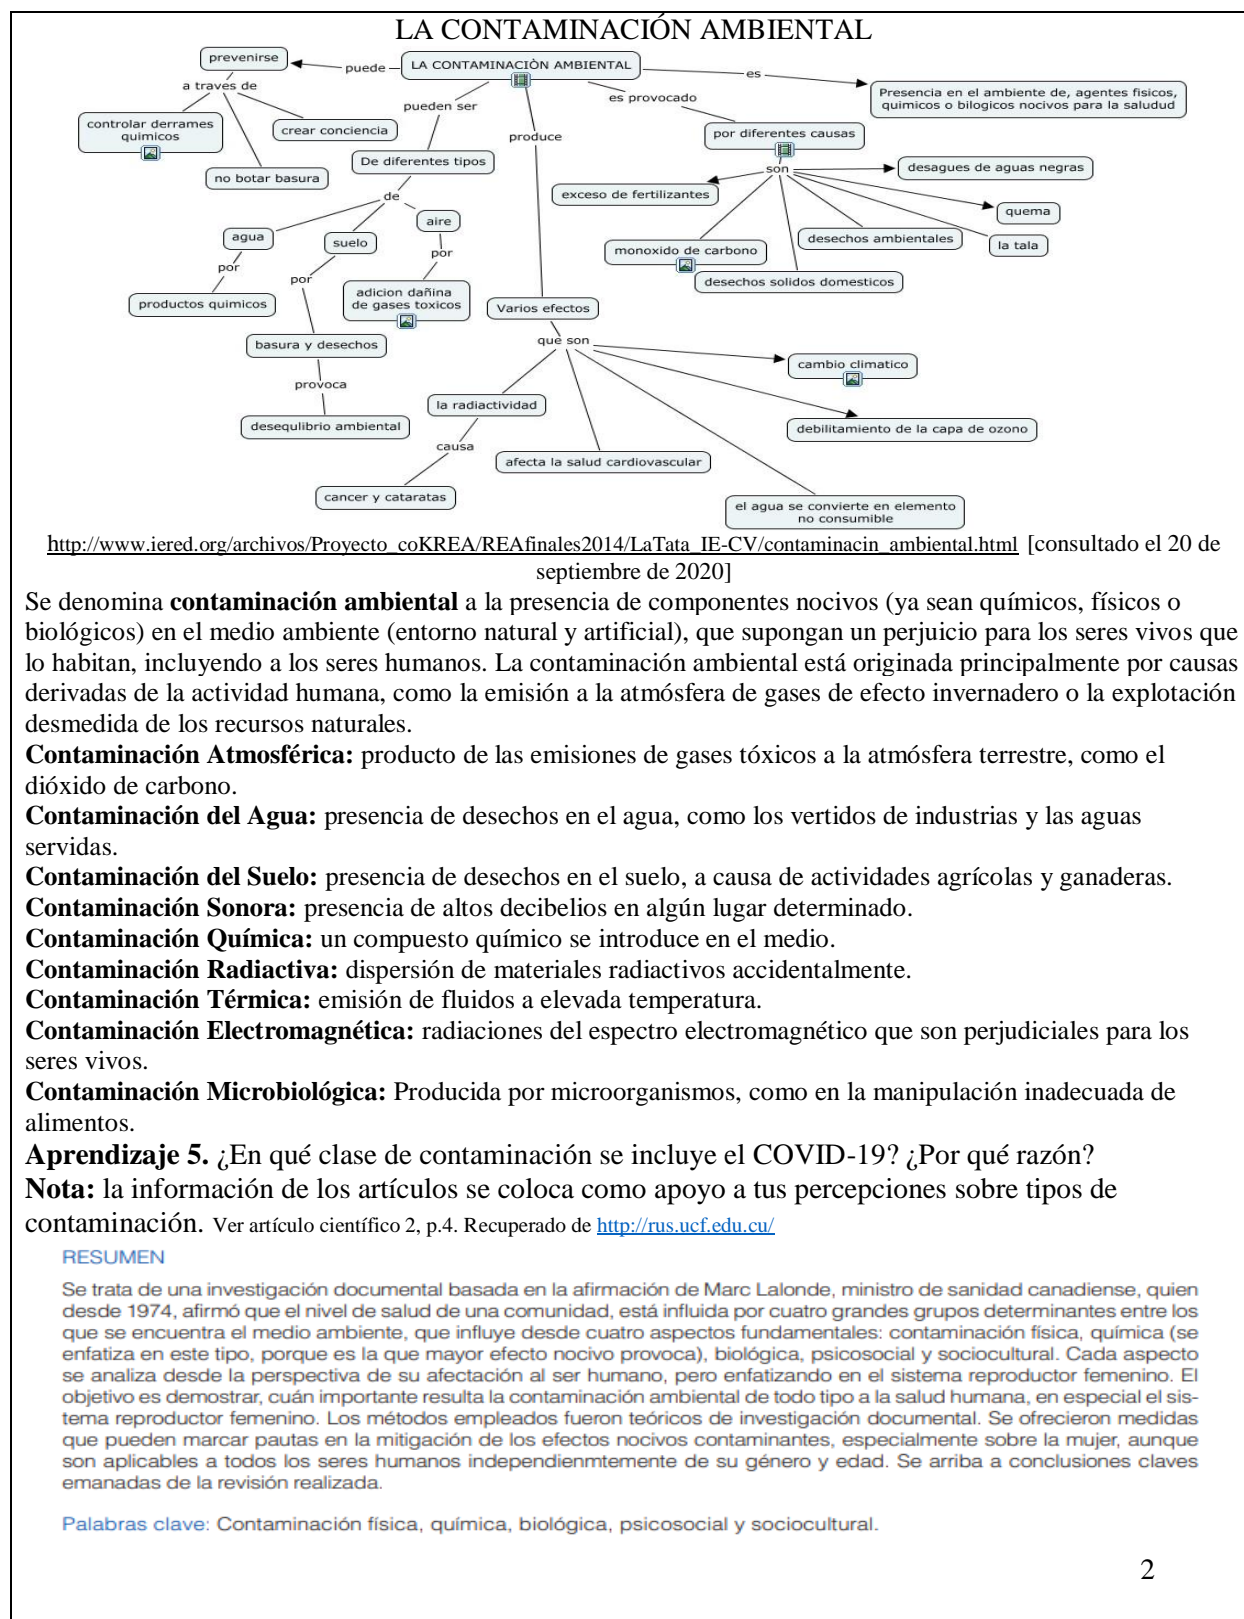 LA CONTAMINACIÓN AMBIENTAL
prevenirse
puede
LA CONTAMINACIÒN AMBIENTAL
es
Presencia en el ambiente de, agentes fisicos,
quimicos o bilogicos nocivos para la saludud
a traves de
controlar derrames
quimicos
crear conciencia
no botar basura
pueden ser
De diferentes tipos
de
agua
suelo
aire
por
productos quimicos
por
basura y desechos
provoca
desequlibrio ambiental
por
adicion dañina
de gases toxicos
produce
Varios efectos
que son
la radiactividad
causa
cancer y cataratas
afecta la salud cardiovascular
el agua se convierte en elemento
no consumible
debilitamiento de la capa de ozono
cambio climatico
es provocado
por diferentes causas
son
exceso de fertilizantes
monoxido de carbono
desechos solidos domesticos
desechos ambientales
la tala
quema
desagues de aguas negras
http://www.iered.org/archivos/Proyecto_coKREA/REAfinales2014/LaTata_IE-CV/contaminacin_ambiental.html [consultado el 20 de
septiembre de 2020]
Se denomina contaminación ambiental a la presencia de componentes nocivos (ya sean químicos, físicos o
biológicos) en el medio ambiente (entorno natural y artificial), que supongan un perjuicio para los seres vivos que
lo habitan, incluyendo a los seres humanos. La contaminación ambiental está originada principalmente por causas
derivadas de la actividad humana, como la emisión a la atmósfera de gases de efecto invernadero o la explotación
desmedida de los recursos naturales.
Contaminación Atmosférica: producto de las emisiones de gases tóxicos a la atmósfera terrestre, como el
dióxido de carbono.
Contaminación del Agua: presencia de desechos en el agua, como los vertidos de industrias y las aguas
servidas.
Contaminación del Suelo: presencia de desechos en el suelo, a causa de actividades agrícolas y ganaderas.
Contaminación Sonora: presencia de altos decibelios en algún lugar determinado.
Contaminación Química: un compuesto químico se introduce en el medio.
Contaminación Radiactiva: dispersión de materiales radiactivos accidentalmente.
Contaminación Térmica: emisión de fluidos a elevada temperatura.
Contaminación Electromagnética: radiaciones del espectro electromagnético que son perjudiciales para los
seres vivos.
Contaminación Microbiológica: Producida por microorganismos, como en la manipulación inadecuada de
alimentos.
Aprendizaje 5. ¿En qué clase de contaminación se incluye el COVID-19? ¿Por qué razón?
Nota: la información de los artículos se coloca como apoyo a tus percepciones sobre tipos de
contaminación. Ver artículo científico 2, p.4. Recuperado de http://rus.ucf.edu.cu/
RESUMEN
Se trata de una investigación documental basada en la afirmación de Marc Lalonde, ministro de sanidad canadiense, quien
desde 1974, afirmó que el nivel de salud de una comunidad, está influida por cuatro grandes grupos determinantes entre los
que se encuentra el medio ambiente, que influye desde cuatro aspectos fundamentales: contaminación física, química (se
enfatiza en este tipo, porque es la que mayor efecto nocivo provoca), biológica, psicosocial y sociocultural. Cada aspecto
se analiza desde la perspectiva de su afectación al ser humano, pero enfatizando en el sistema reproductor femenino. El
objetivo es demostrar, cuán importante resulta la contaminación ambiental de todo tipo a la salud humana, en especial el sis-
tema reproductor femenino. Los métodos empleados fueron teóricos de investigación documental. Se ofrecieron medidas
que pueden marcar pautas en la mitigación de los efectos nocivos contaminantes, especialmente sobre la mujer, aunque
son aplicables a todos los seres humanos independienmtemente de su género y edad. Se arriba a conclusiones claves
emanadas de la revisión realizada.
Palabras clave: Contaminación física, química, biológica, psicosocial y sociocultural.
2